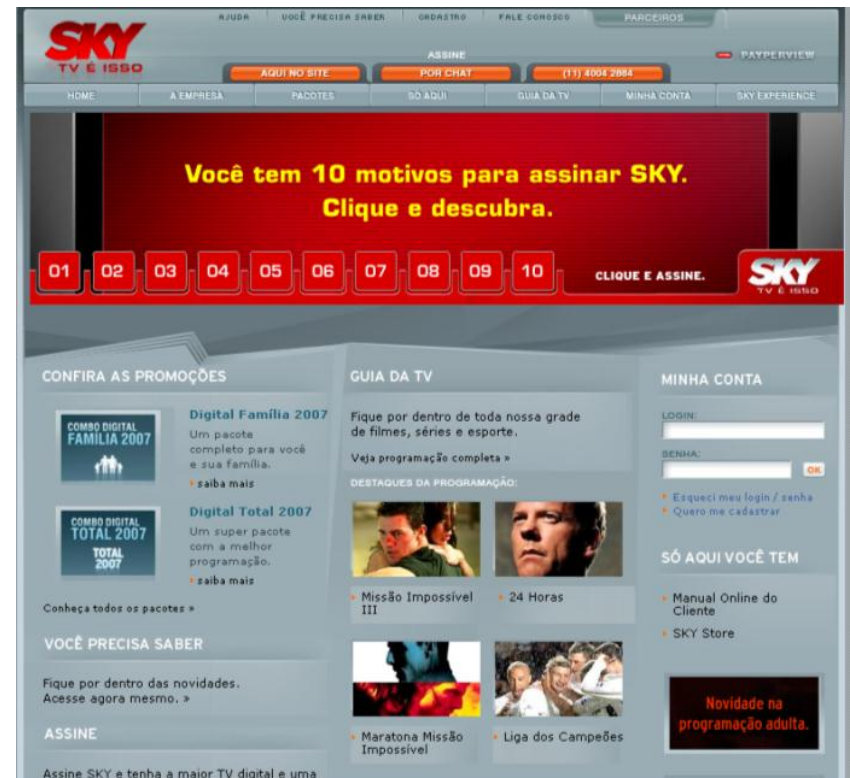 AJUDA
VOCÊ PRECISA SABER
CADASTRO
FALE CONOSCO
PARCEIROS
SKY
TV É ISSO
ASSINE
AQUI NO SITE
POR CHAT
(11) 4004 2884
PAYPERVIEW
HOME
A EMPRESA
PACOTES
SÓ AQUI
GUIA DA TV
MINHA CONTA
SKY EXPERIENCE
Você tem 10 motivos para assinar SKY.
Clique e descubra.
01 02 03 04 05 06 07 08 09 10
CLIQUE E ASSINE.
SKY
TV É ISSO
CONFIRA AS PROMOÇÕES
COMBO DIGITAL
FAMÍLIA 2007
Digital Família 2007
Um pacote
completo para você
e sua família.
saiba mais
COMBO DIGITAL
TOTAL 2007
TOTAL
2007
Digital Total 2007
Um super pacote
com a melhor
programação.
saiba mais
Conheça todos os pacotes »
VOCÊ PRECISA SABER
Fique por dentro das novidades.
Acesse agora mesmo. »
ASSINE
Assine SKY e tenha a maior TV digital e uma
GUIA DA TV
Fique por dentro de toda nossa grade
de filmes, séries e esporte.
Veja programação completa »
DESTAQUES DA PROGRAMAÇÃO:
Missão Impossível
III
24 Horas
Maratona Missão
Impossível
Liga dos Campeões
MINHA CONTA
LOGIN:
SENHA:
OK
Esqueci meu login / senha
Quero me cadastrar
SÓ AQUI VOCÊ TEM
Manual Online do
Cliente
SKY Store
Novidade na
programação adulta.